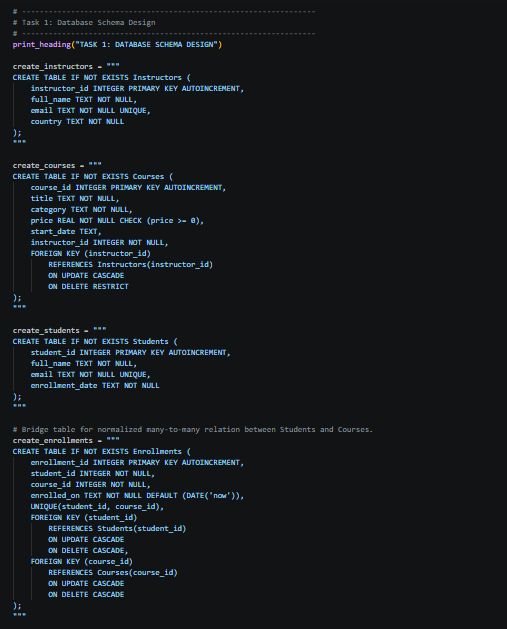 # ------------------------------------------------------------------
# Task 1: Database Schema Design
# ------------------------------------------------------------------
print_heading("TASK 1: DATABASE SCHEMA DESIGN")

create_instructors = """
CREATE TABLE IF NOT EXISTS Instructors (
    instructor_id INTEGER PRIMARY KEY AUTOINCREMENT,
    full_name TEXT NOT NULL,
    email TEXT NOT NULL UNIQUE,
    country TEXT NOT NULL
);
"""

create_courses = """
CREATE TABLE IF NOT EXISTS Courses (
    course_id INTEGER PRIMARY KEY AUTOINCREMENT,
    title TEXT NOT NULL,
    category TEXT NOT NULL,
    price REAL NOT NULL CHECK (price >= 0),
    start_date TEXT,
    instructor_id INTEGER NOT NULL,
    FOREIGN KEY (instructor_id)
        REFERENCES Instructors(instructor_id)
        ON UPDATE CASCADE
        ON DELETE RESTRICT
);
"""

create_students = """
CREATE TABLE IF NOT EXISTS Students (
    student_id INTEGER PRIMARY KEY AUTOINCREMENT,
    full_name TEXT NOT NULL,
    email TEXT NOT NULL UNIQUE,
    enrollment_date TEXT NOT NULL
);
"""

# Bridge table for normalized many-to-many relation between Students and Courses.
create_enrollments = """
CREATE TABLE IF NOT EXISTS Enrollments (
    enrollment_id INTEGER PRIMARY KEY AUTOINCREMENT,
    student_id INTEGER NOT NULL,
    course_id INTEGER NOT NULL,
    enrolled_on TEXT NOT NULL DEFAULT (DATE('now')),
    UNIQUE(student_id, course_id),
    FOREIGN KEY (student_id)
        REFERENCES Students(student_id)
        ON UPDATE CASCADE
        ON DELETE CASCADE,
    FOREIGN KEY (course_id)
        REFERENCES Courses(course_id)
        ON UPDATE CASCADE
        ON DELETE CASCADE
);
"""